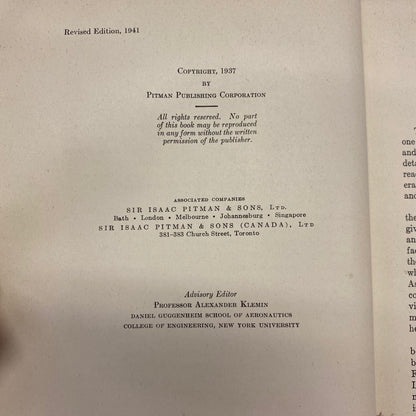 Revised Edition, 1941
Copyright, 1937
BY
Pitman Publishing Corporation
All rights reserved. No part
of this book may be reproduced
in any form without the written
permission of the publisher.
ASSOCIATED COMPANIES
SIR ISAAC PITMAN & SONS, Ltd.
Bath · London · Melbourne · Johannesburg · Singapore
SIR ISAAC PITMAN & SONS (CANADA), Ltd
381-383 Church Street, Toronto
Advisory Editor
Professor Alexander Klemin
DANIEL GUGGENHEIM SCHOOL OF AERONAUTICS
COLLEGE OF ENGINEERING, NEW YORK UNIVERSITY
one
and